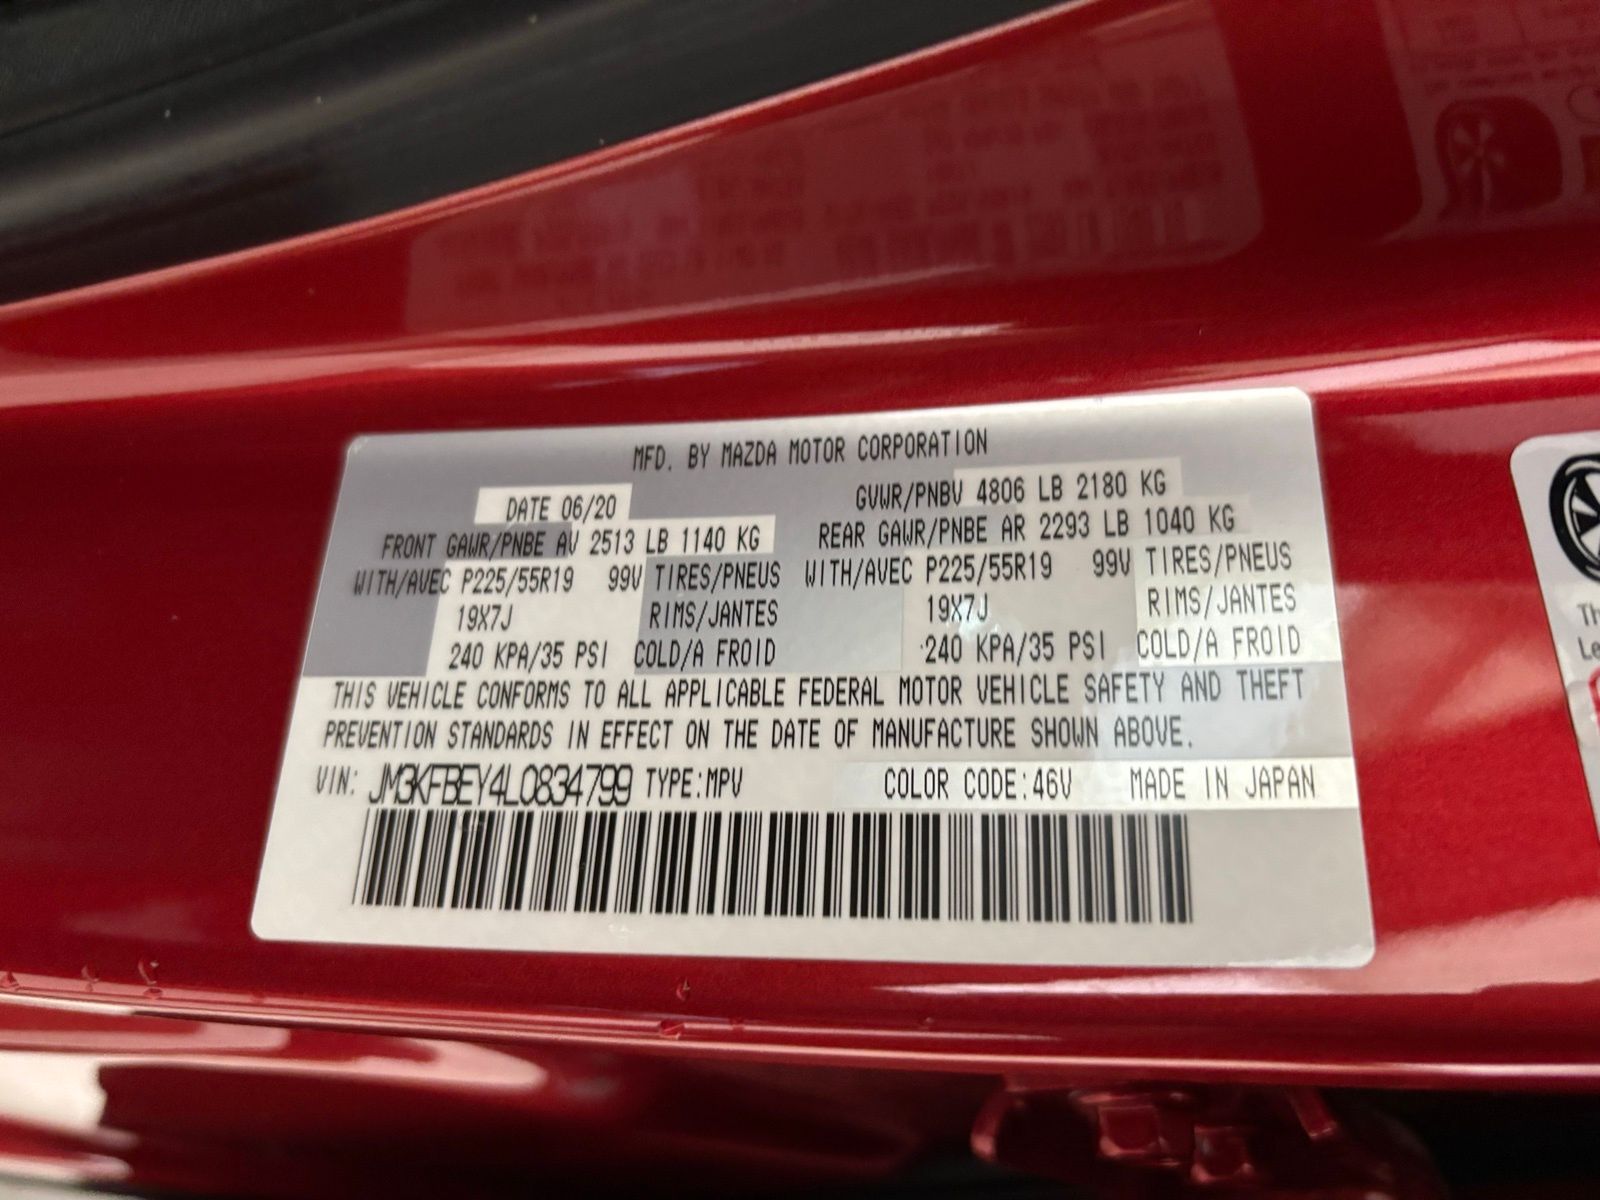 MFD. BY MAZDA MOTOR CORPORATION
DATE 06/20 GVWR/PNBV 4806 LB 2180 KG
FRONT GAWR/PNBE AV 2513 LB 1140 KG REAR GAWR/PNBE AR 2293 LB 1040 KG
WITH/AVEC P225/55R19 99V TIRES/PNEUS WITH/AVEC P225/55R19 99V TIRES/PNEUS
19X7J RIMS/JANTES 19X7J RIMS/JANTES
240 KPA/35 PSI COLD/A FROID 240 KPA/35 PSI COLD/A FROID
THIS VEHICLE CONFORMS TO ALL APPLICABLE FEDERAL MOTOR VEHICLE SAFETY AND THEFT
PREVENTION STANDARDS IN EFFECT ON THE DATE OF MANUFACTURE SHOWN ABOVE.
VIN: JM3KFBEY4L0834799 TYPE:MPV COLOR CODE:46V MADE IN JAPAN